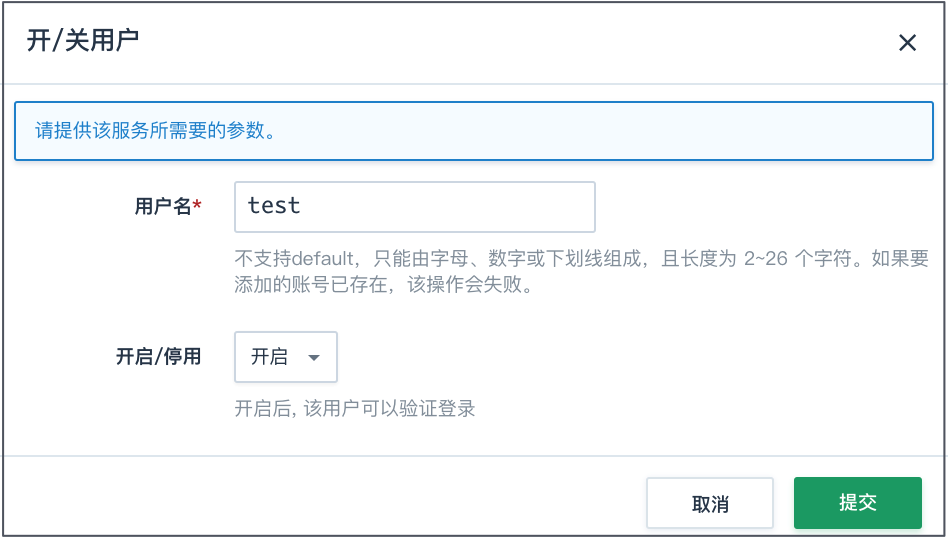 开/关用户
请提供该服务所需要的参数。
用户名*
test
不支持default，只能由字母、数字或下划线组成，且长度为 2~26 个字符。如果要
添加的账号已存在，该操作会失败。
开启/停用
开启
开启后, 该用户可以验证登录
取消
提交